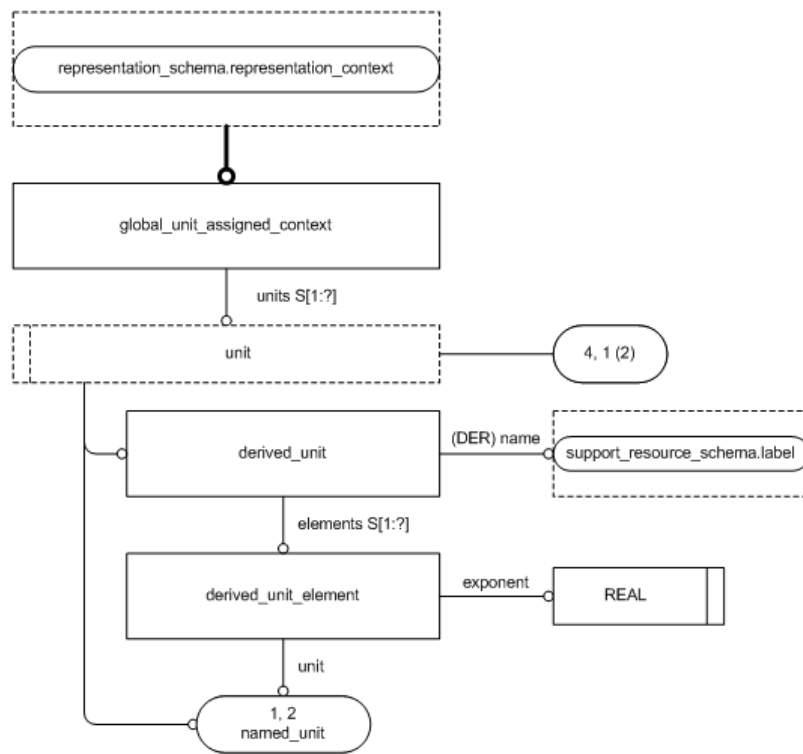 representation_schema.representation_context
global_unit_assigned_context
units S[1:?]
unit
4, 1 (2)
derived_unit
(DER) name
support_resource_schema.label
elements S[1:?]
derived_unit_element
exponent
REAL
unit
1, 2
named_unit